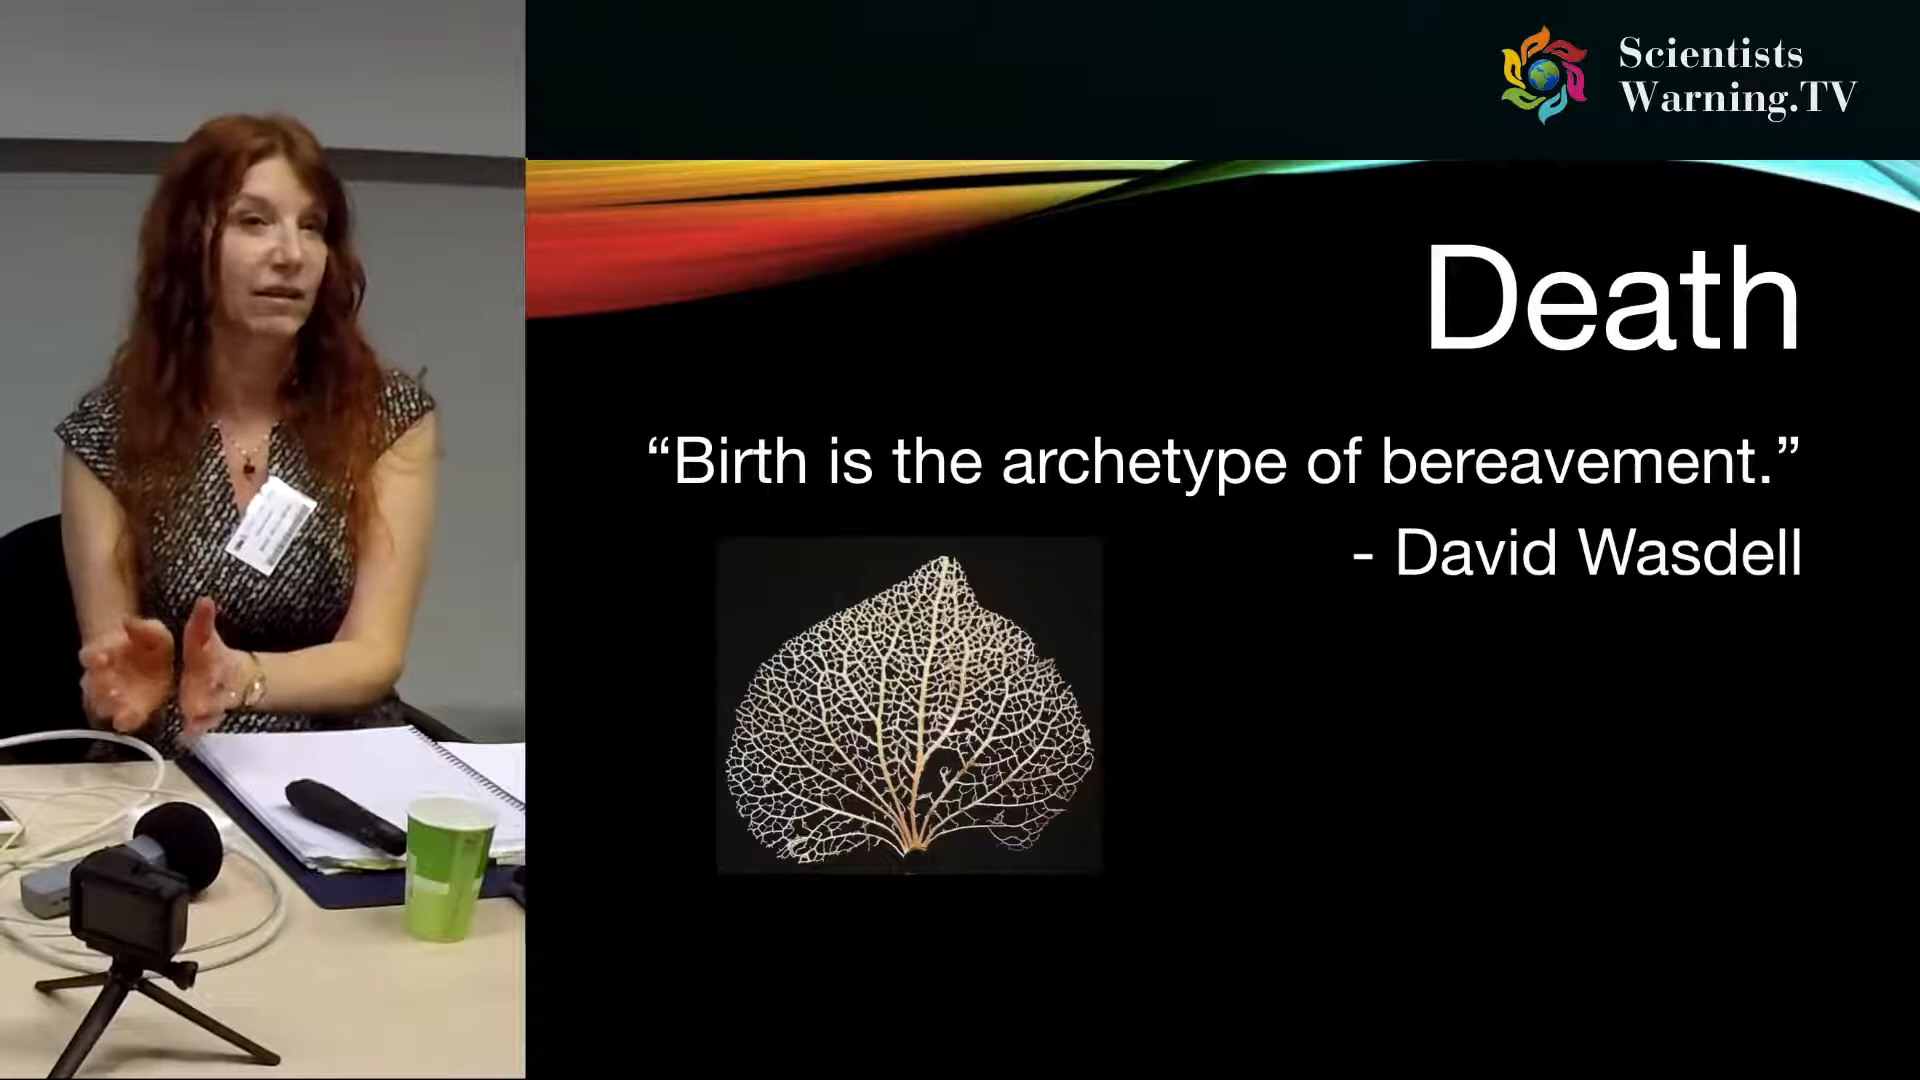 Scientists
Warning.TV
Death
“Birth is the archetype of bereavement.”
- David Wasdell